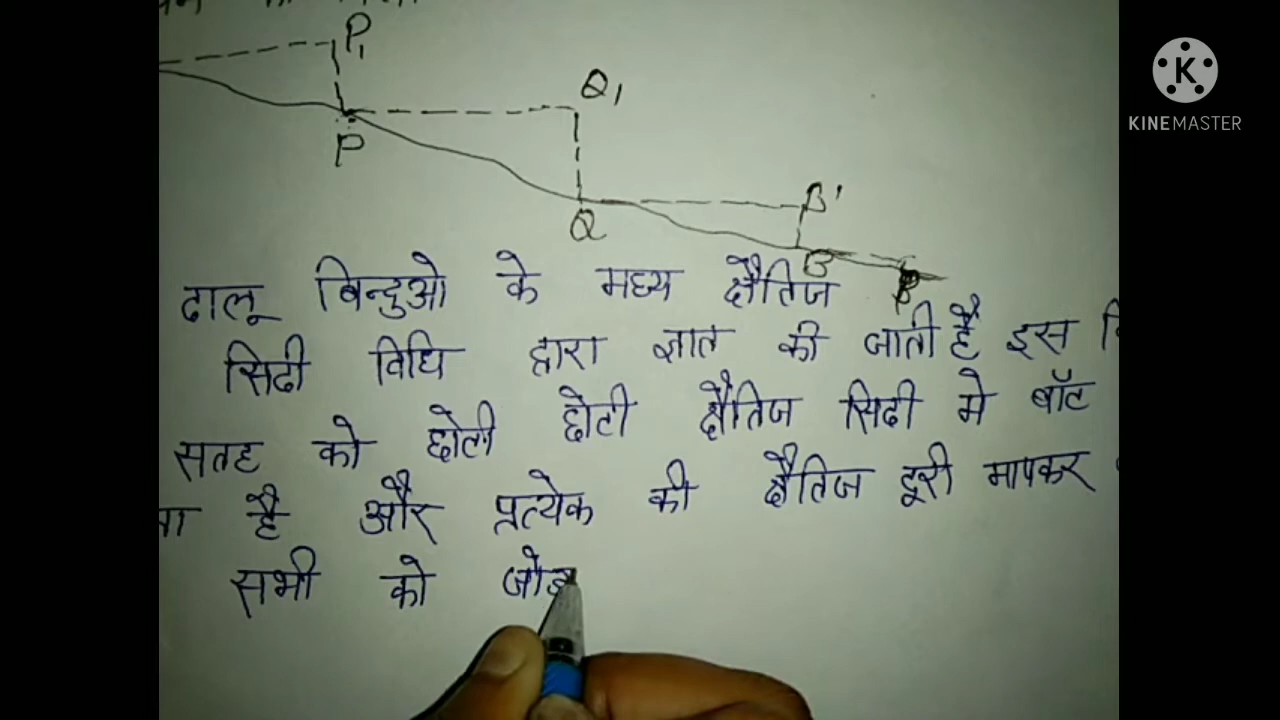 P₁
Q₁
P
B'
Q
B
ढालू बिन्दुओ के मध्य क्षैतिज
सिढी विधि द्वारा ज्ञात की जाती है इस
सतह को छोटी छोटी क्षैतिज सिढी मे बॉट
है और प्रत्येक की क्षैतिज दूरी मापकर
सभी को जोड
KINEMASTER